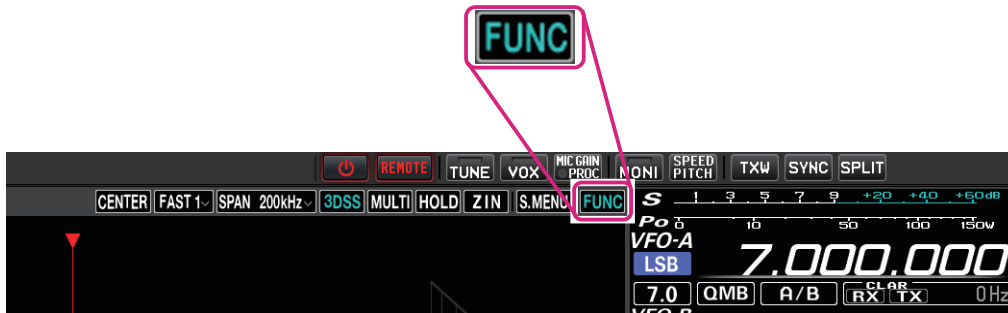 FUNC
REMOTE TUNE VOX MIC GAIN PROC MONI SPEED PITCH TXW SYNC SPLIT
CENTER FAST 1 SPAN 200kHz 3DSS MULTI HOLD ZIN S.MENU FUNC
S 1 3 5 7 9 +20 +40 +60dB
Po 0 10 50 100 150W
VFO-A
LSB 7.000.000
7.0 QMB A/B CLAR RX TX 0Hz
VFO-B